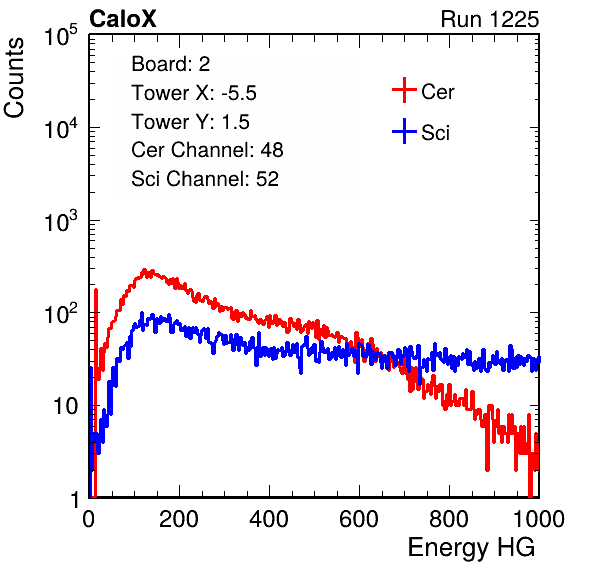 CaloX Run 1225
Counts
10^5
10^4
10^3
10^2
10
1
Board: 2
Tower X: -5.5
Tower Y: 1.5
Cer Channel: 48
Sci Channel: 52
Cer
Sci
0 200 400 600 800 1000
Energy HG